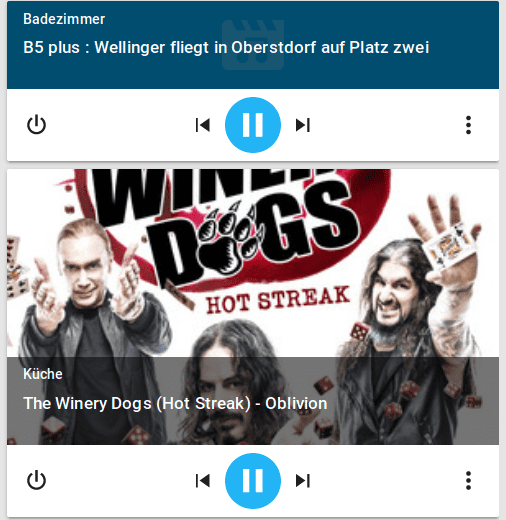 Badezimmer
B5 plus : Wellinger fliegt in Oberstdorf auf Platz zwei
WINERY
DOGS
HOT STREAK
Küche
The Winery Dogs (Hot Streak) - Oblivion